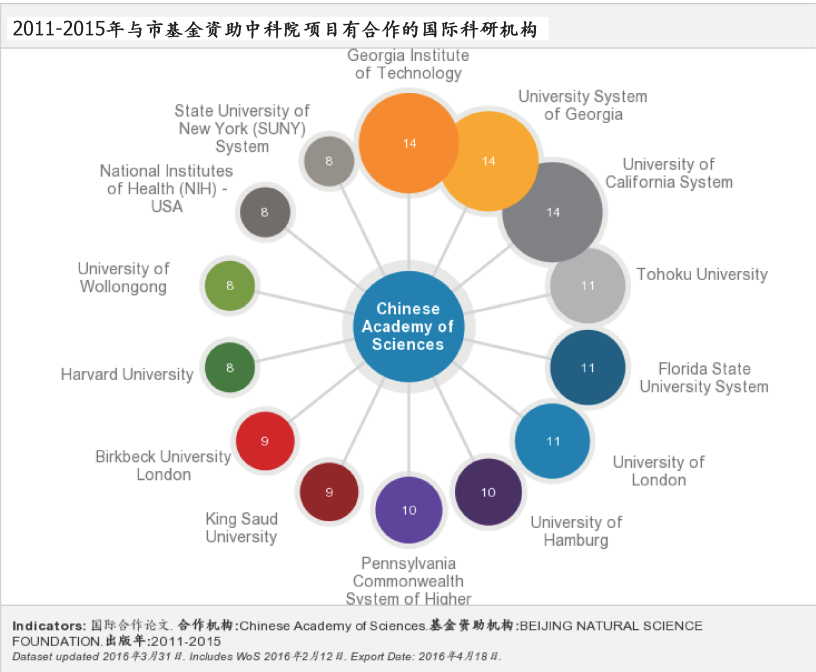 2011-2015年与市基金资助中科院项目有合作的国际科研机构
Georgia Institute
of Technology
14
University System
of Georgia
14
University of
California System
14
Tohoku University
11
Florida State
University System
11
University of
London
11
University of
Hamburg
10
Pennsylvania
Commonwealth
System of Higher
10
King Saud
University
9
Birkbeck University
London
9
Harvard University
8
University of
Wollongong
8
National Institutes
of Health (NIH) -
USA
8
State University of
New York (SUNY)
System
8
Chinese
Academy of
Sciences
Indicators: 国际合作论文. 合作机构:Chinese Academy of Sciences.基金资助机构:BEIJING NATURAL SCIENCE
FOUNDATION.出版年:2011-2015
Dataset updated 2016年3月31日. Includes WoS 2016年2月12日. Export Date: 2016年4月18日.